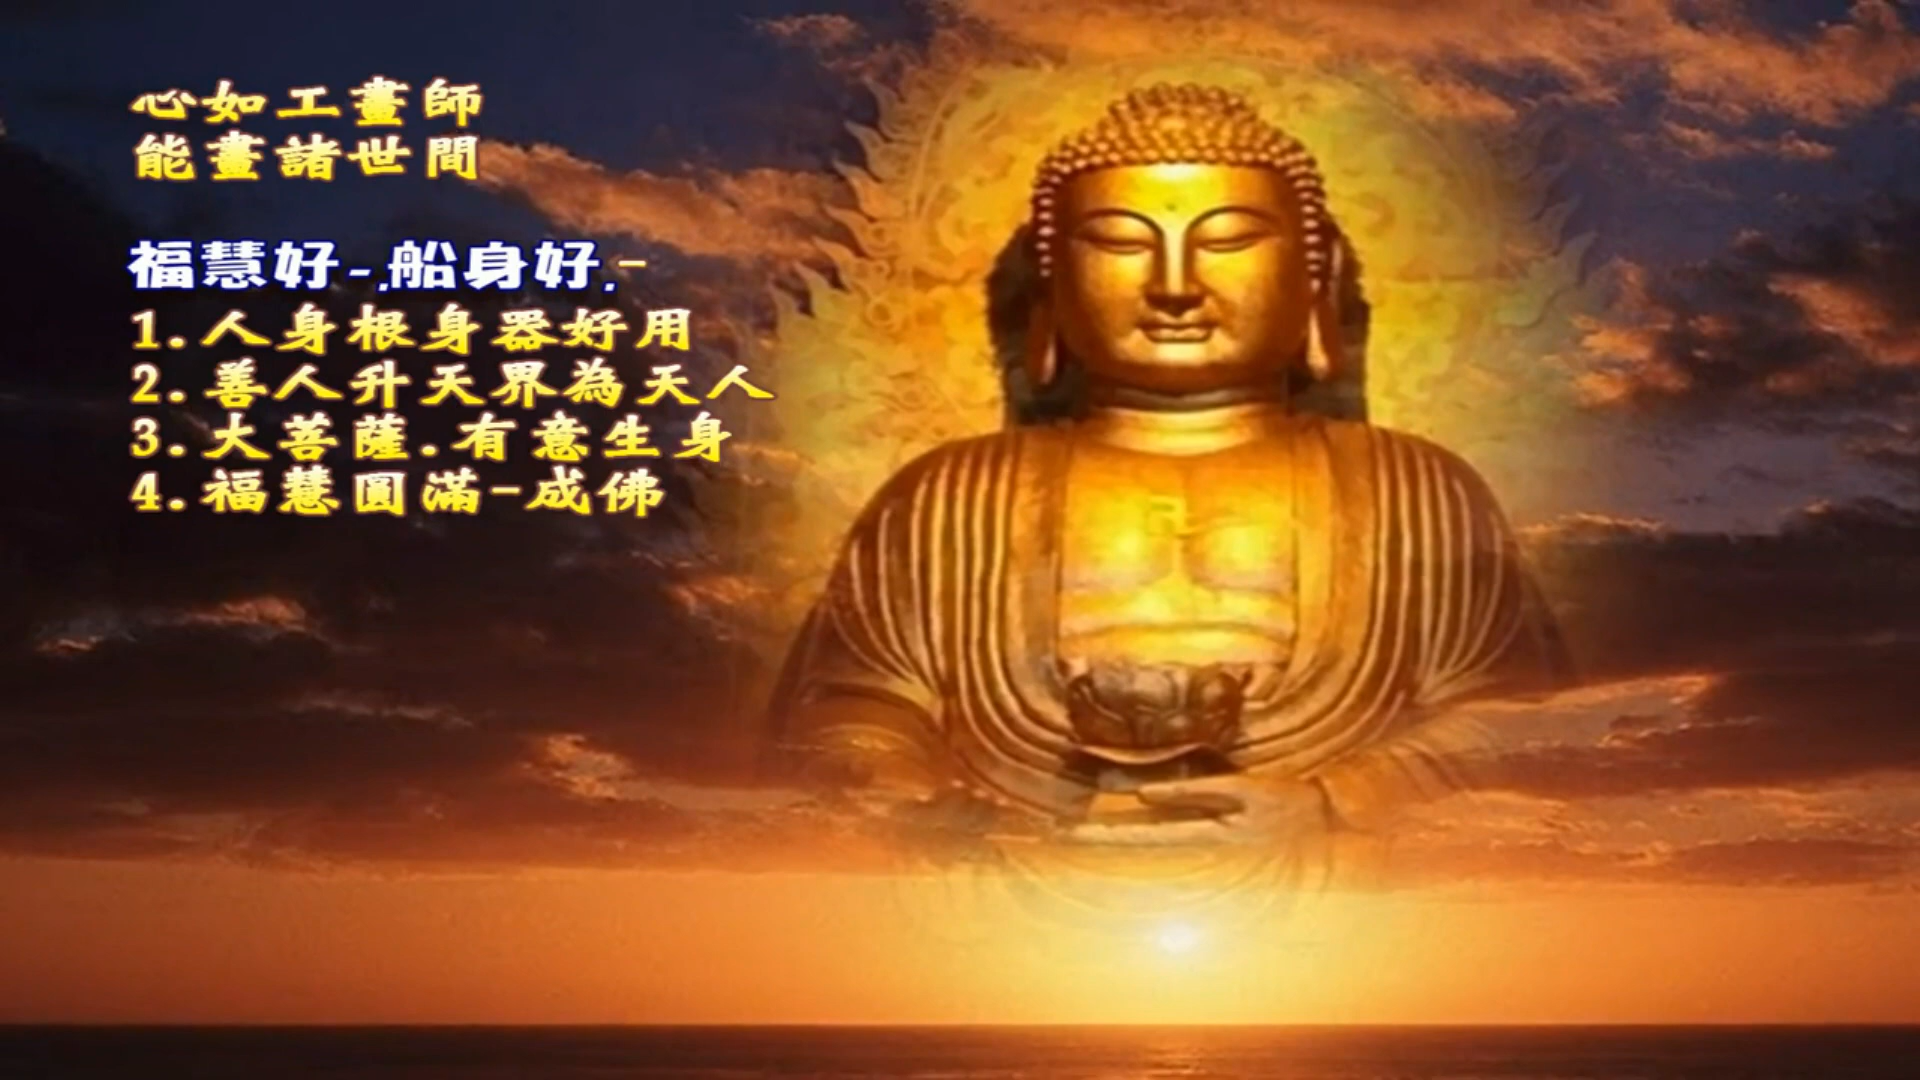 心如工畫師
能畫諸世間
福慧好-.船身好.-
1.人身根身器好用
2.善人升天界為天人
3.大菩薩.有意生身
4.福慧圓滿-成佛